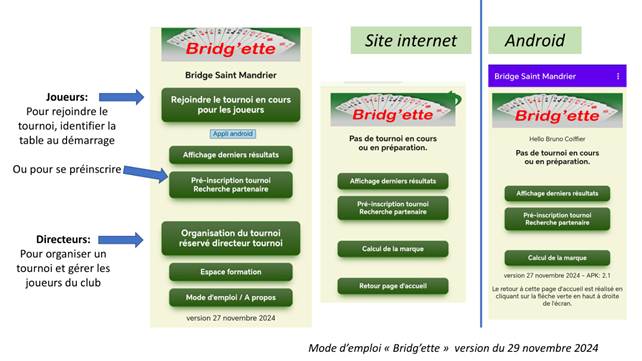 Site internet
Android
Joueurs:
Pour rejoindre le
tournoi, identifier la
table au démarrage
Ou pour se préinscrire
Directeurs:
Pour organiser un
tournoi et gérer les
joueurs du club
Bridg'ette
Bridge Saint Mandrier
Rejoindre le tournoi en cours
pour les joueurs
Appli android
Affichage derniers résultats
Pré-inscription tournoi
Recherche partenaire
Organisation du tournoi
réservé directeur tournoi
Espace formation
Mode d'emploi / A propos
version 27 novembre 2024
Bridg'ette
Pas de tournoi en cours
ou en préparation.
Affichage derniers résultats
Pré-inscription tournoi
Recherche partenaire
Calcul de la marque
Retour page d'accueil
Bridge Saint Mandrier
Bridg'ette
Hello Bruno Coiffier
Pas de tournoi en cours
ou en préparation.
Affichage derniers résultats
Pré-inscription tournoi
Recherche partenaire
Calcul de la marque
version 27 novembre 2024 - APK: 2.1
Le retour à cette page d'accueil est réalisé en
cliquant sur la flèche verte en haut à droite
de l'écran.
Mode d'emploi « Bridg'ette » version du 29 novembre 2024